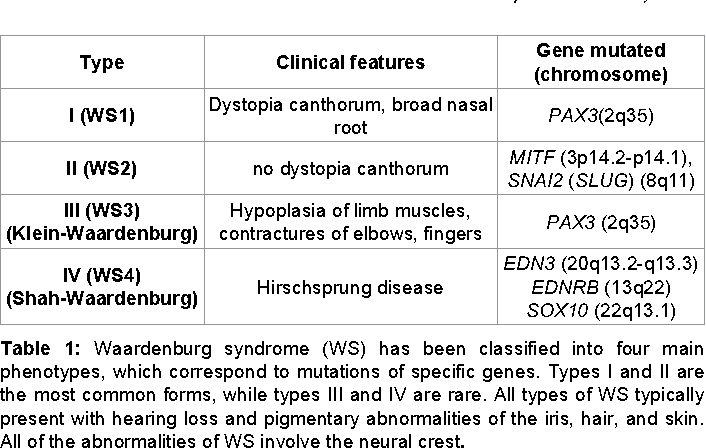 Type Clinical features Gene mutated
(chromosome)
I (WS1) Dystopia canthorum, broad nasal
root PAX3(2q35)
II (WS2) no dystopia canthorum MITF (3p14.2-p14.1),
SNAI2 (SLUG) (8q11)
III (WS3)
(Klein-Waardenburg) Hypoplasia of limb muscles,
contractures of elbows, fingers PAX3 (2q35)
IV (WS4)
(Shah-Waardenburg) Hirschsprung disease EDN3 (20q13.2-q13.3)
EDNRB (13q22)
SOX10 (22q13.1)
Table 1: Waardenburg syndrome (WS) has been classified into four main
phenotypes, which correspond to mutations of specific genes. Types I and II are
the most common forms, while types III and IV are rare. All types of WS typically
present with hearing loss and pigmentary abnormalities of the iris, hair, and skin.
All of the abnormalities of WS involve the neural crest.